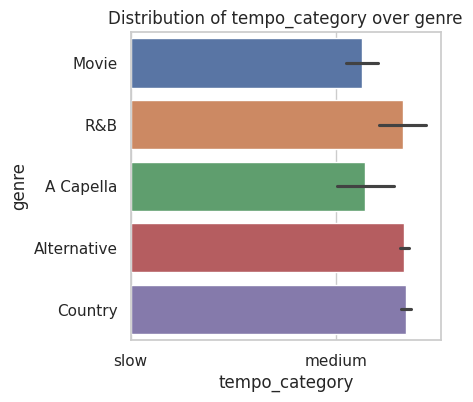 Distribution of tempo_category over genre
Movie
R&B
A Capella
Alternative
Country
genre
slow
medium
tempo_category